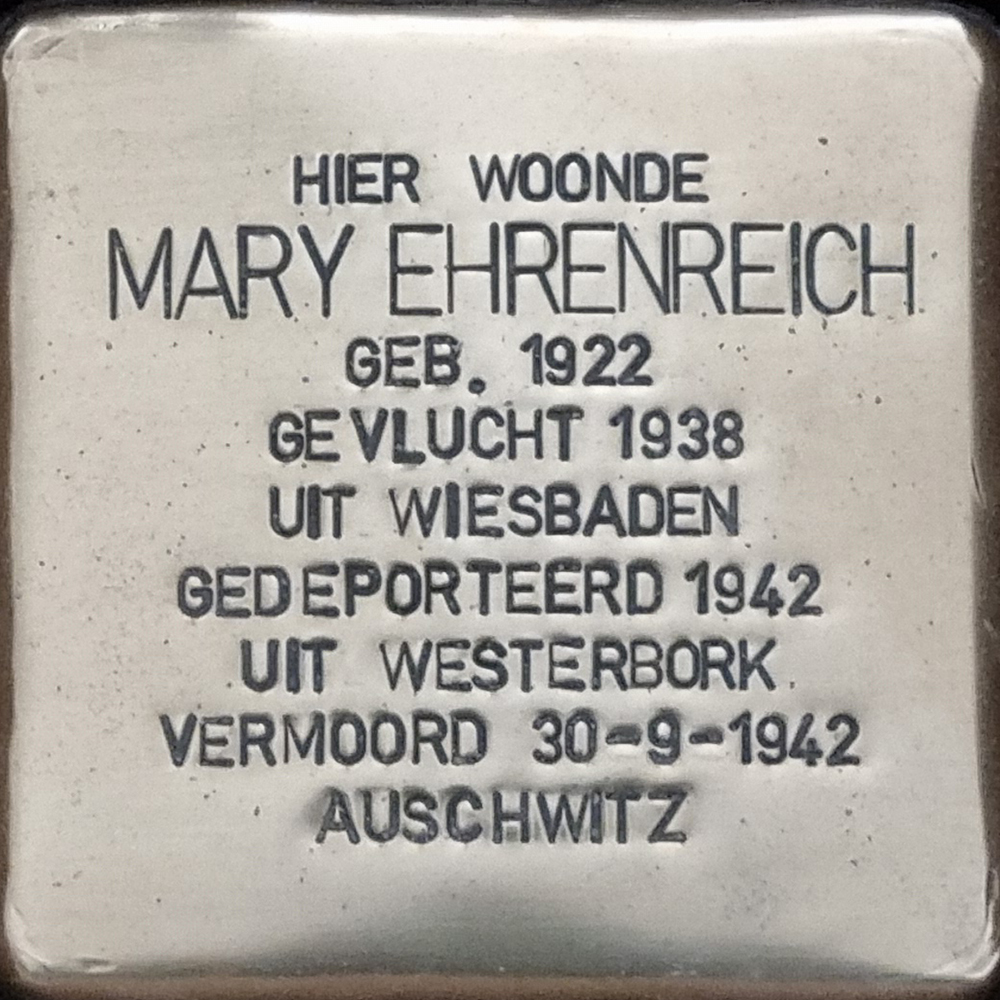 HIER WOONDE
MARY EHRENREICH
GEB. 1922
GEVLUCHT 1938
UIT WIESBADEN
GEDEPORTEERD 1942
UIT WESTERBORK
VERMOORD 30-9-1942
AUSCHWITZ